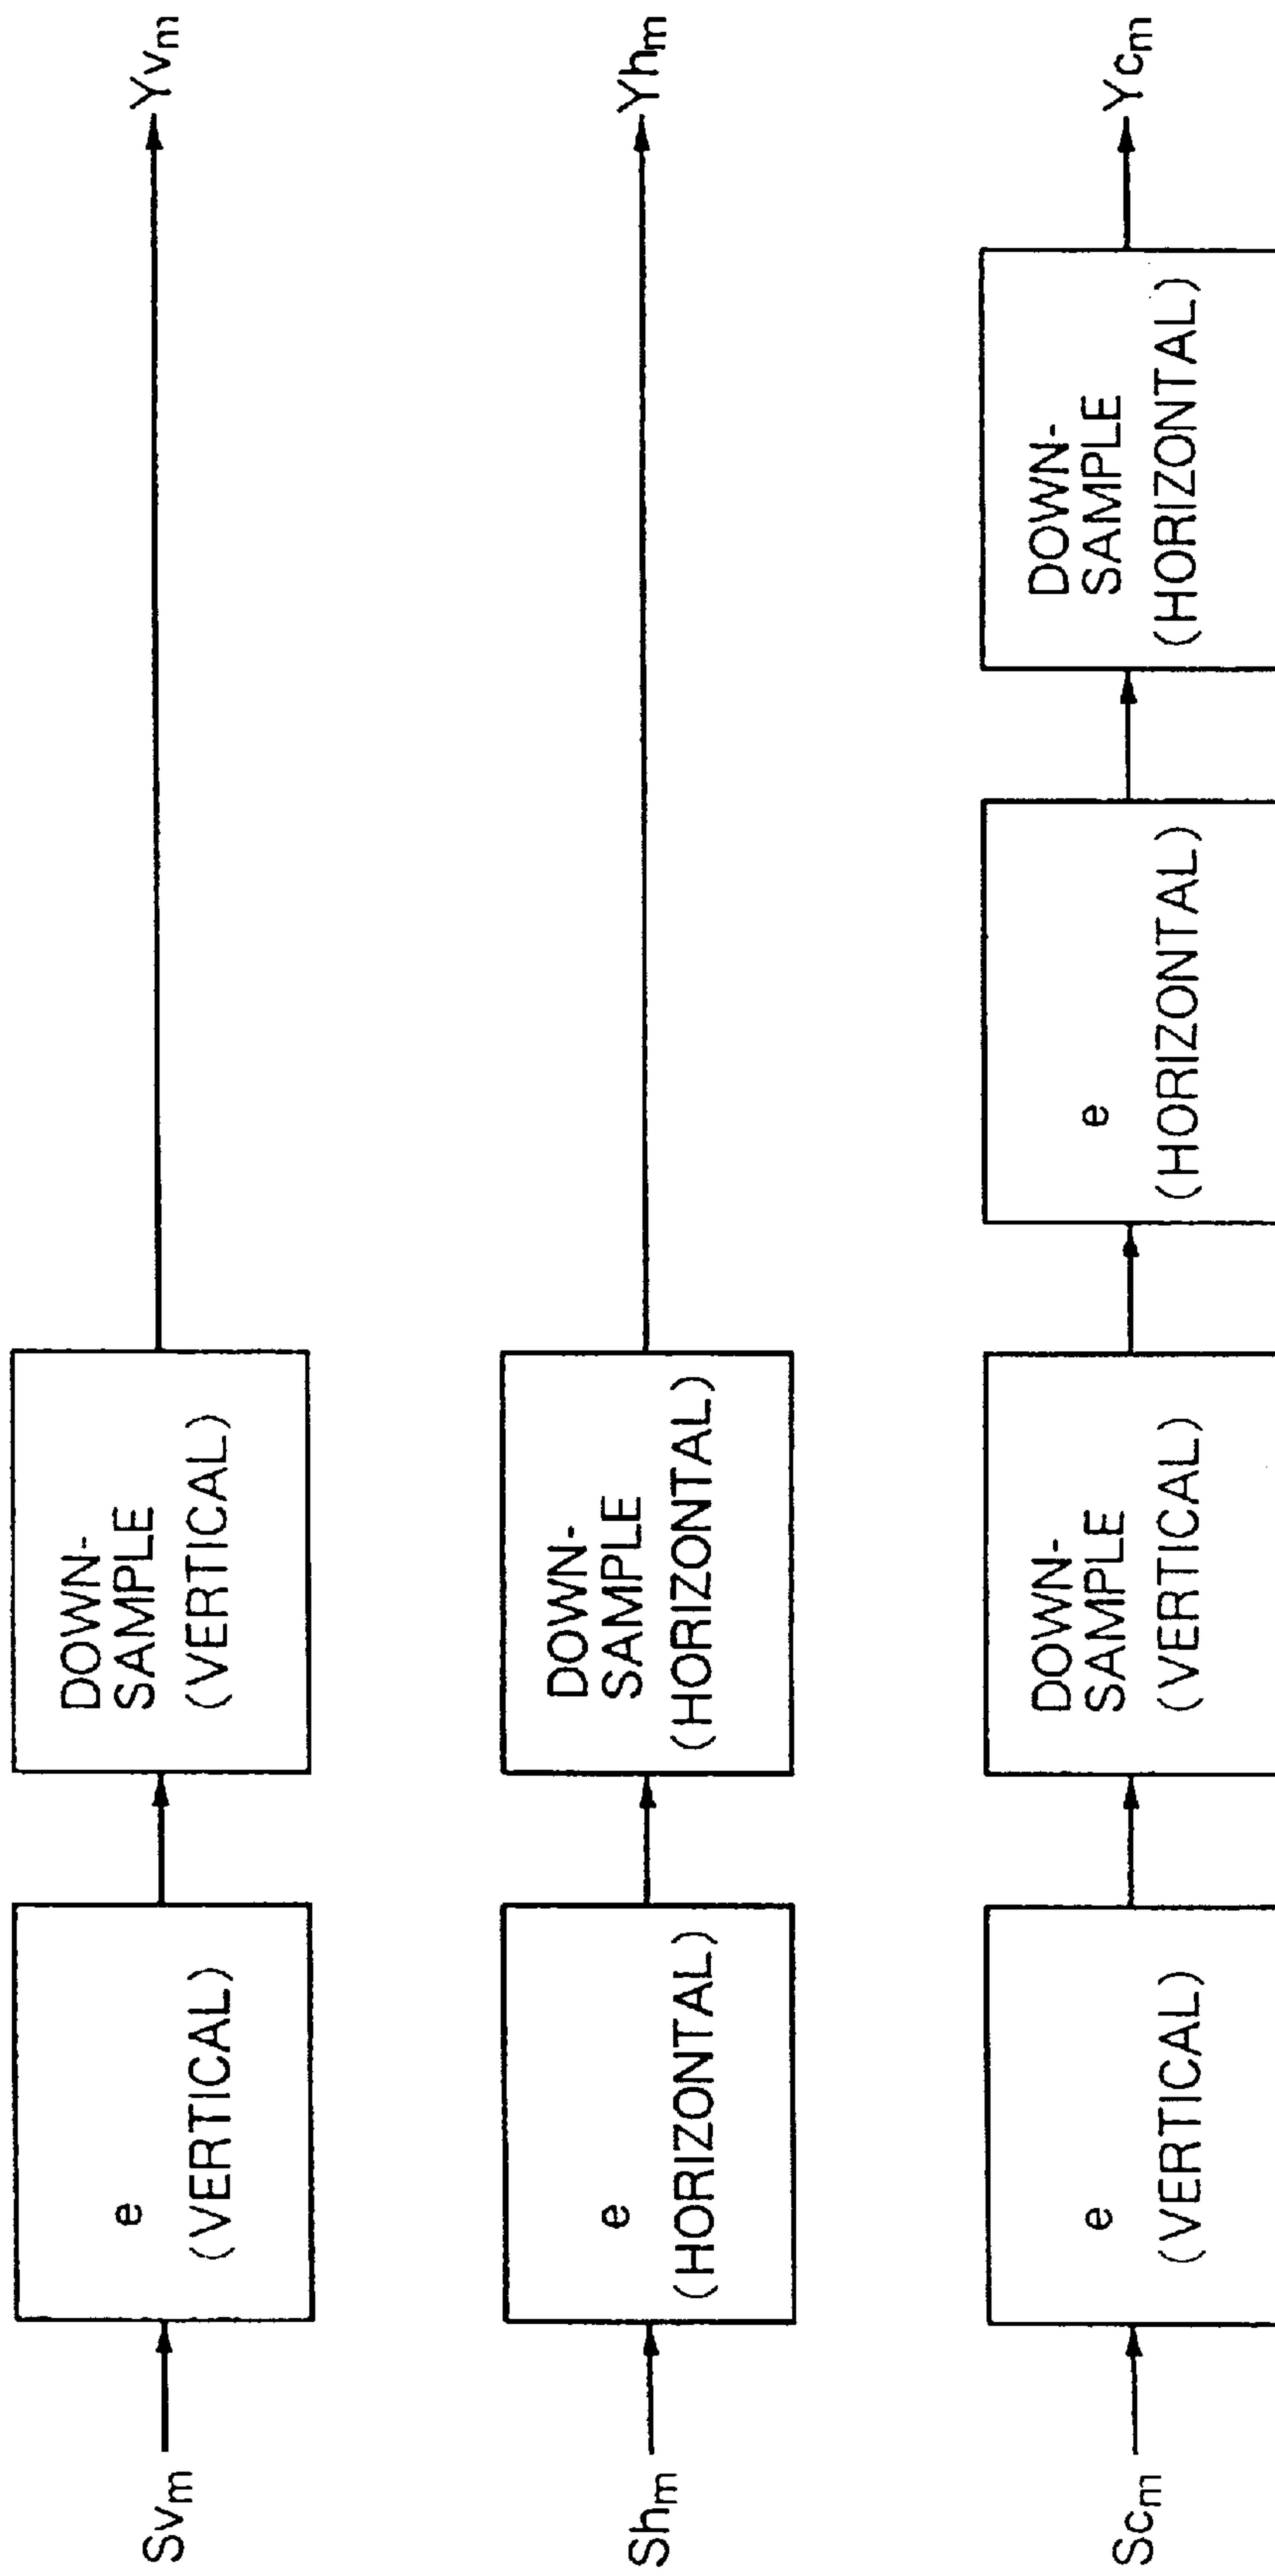 Svm
e
(VERTICAL)
DOWN-
SAMPLE
(VERTICAL)
Yvm
Shm
e
(HORIZONTAL)
DOWN-
SAMPLE
(HORIZONTAL)
Yhm
Scm
e
(VERTICAL)
DOWN-
SAMPLE
(VERTICAL)
e
(HORIZONTAL)
DOWN-
SAMPLE
(HORIZONTAL)
Ycm